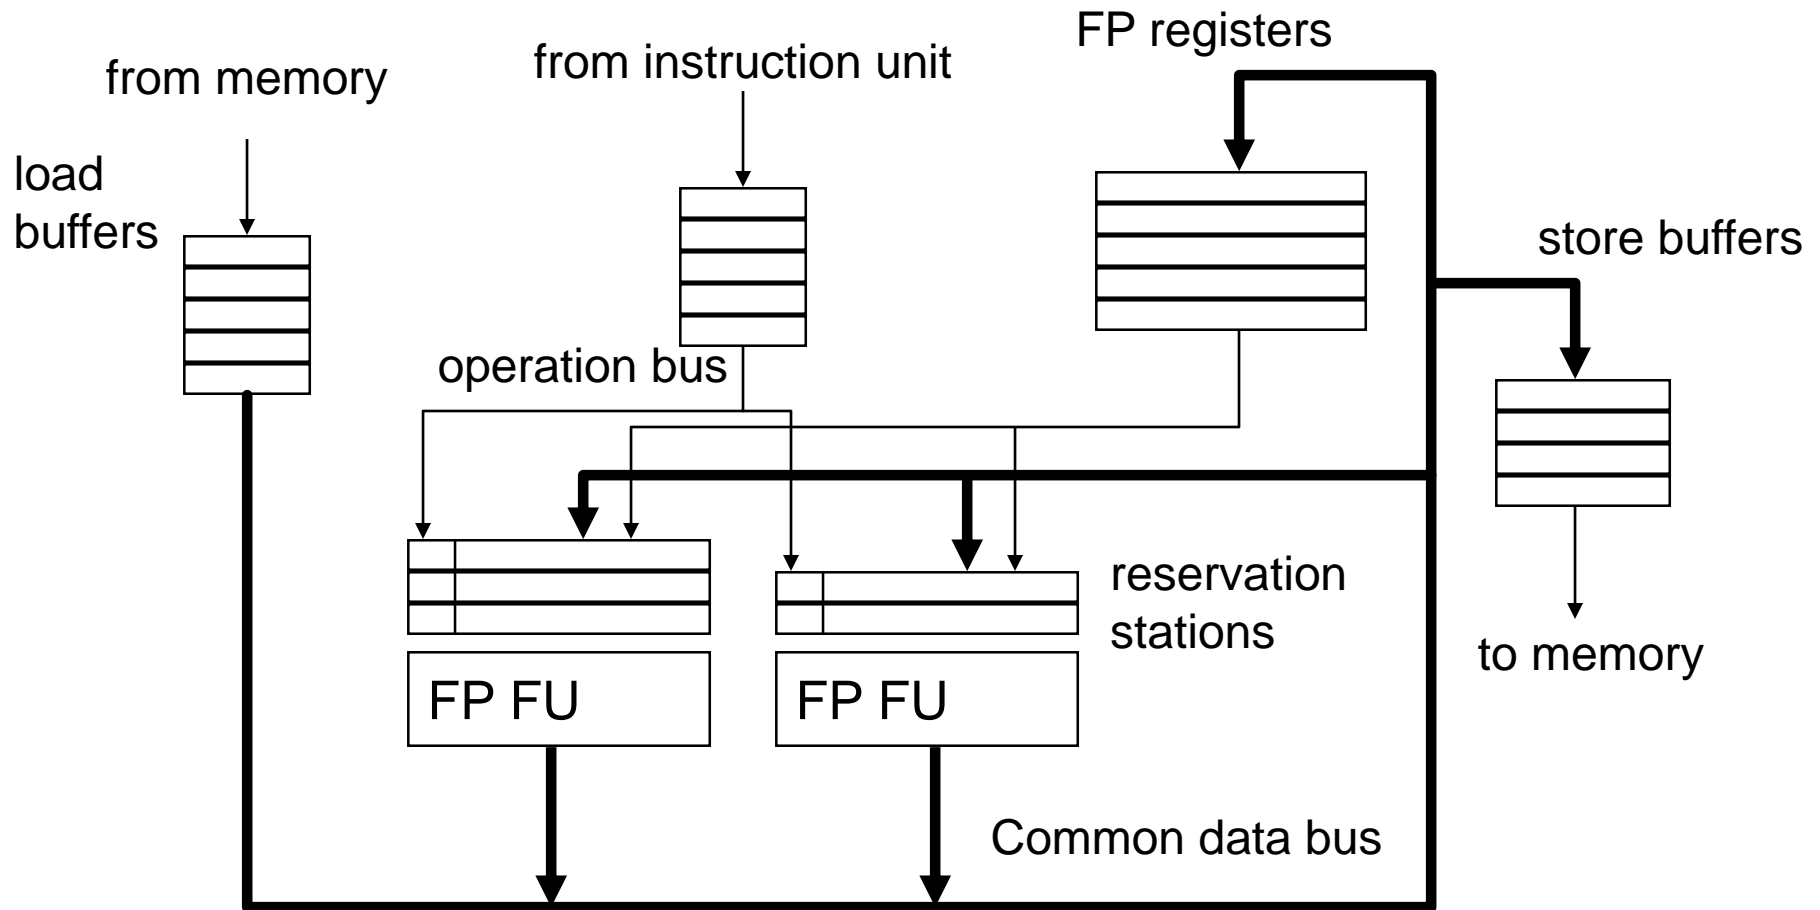 FP registers
from instruction unit
from memory
load
buffers
store buffers
operation bus
reservation
stations
to memory
FP FU
FP FU
Common data bus